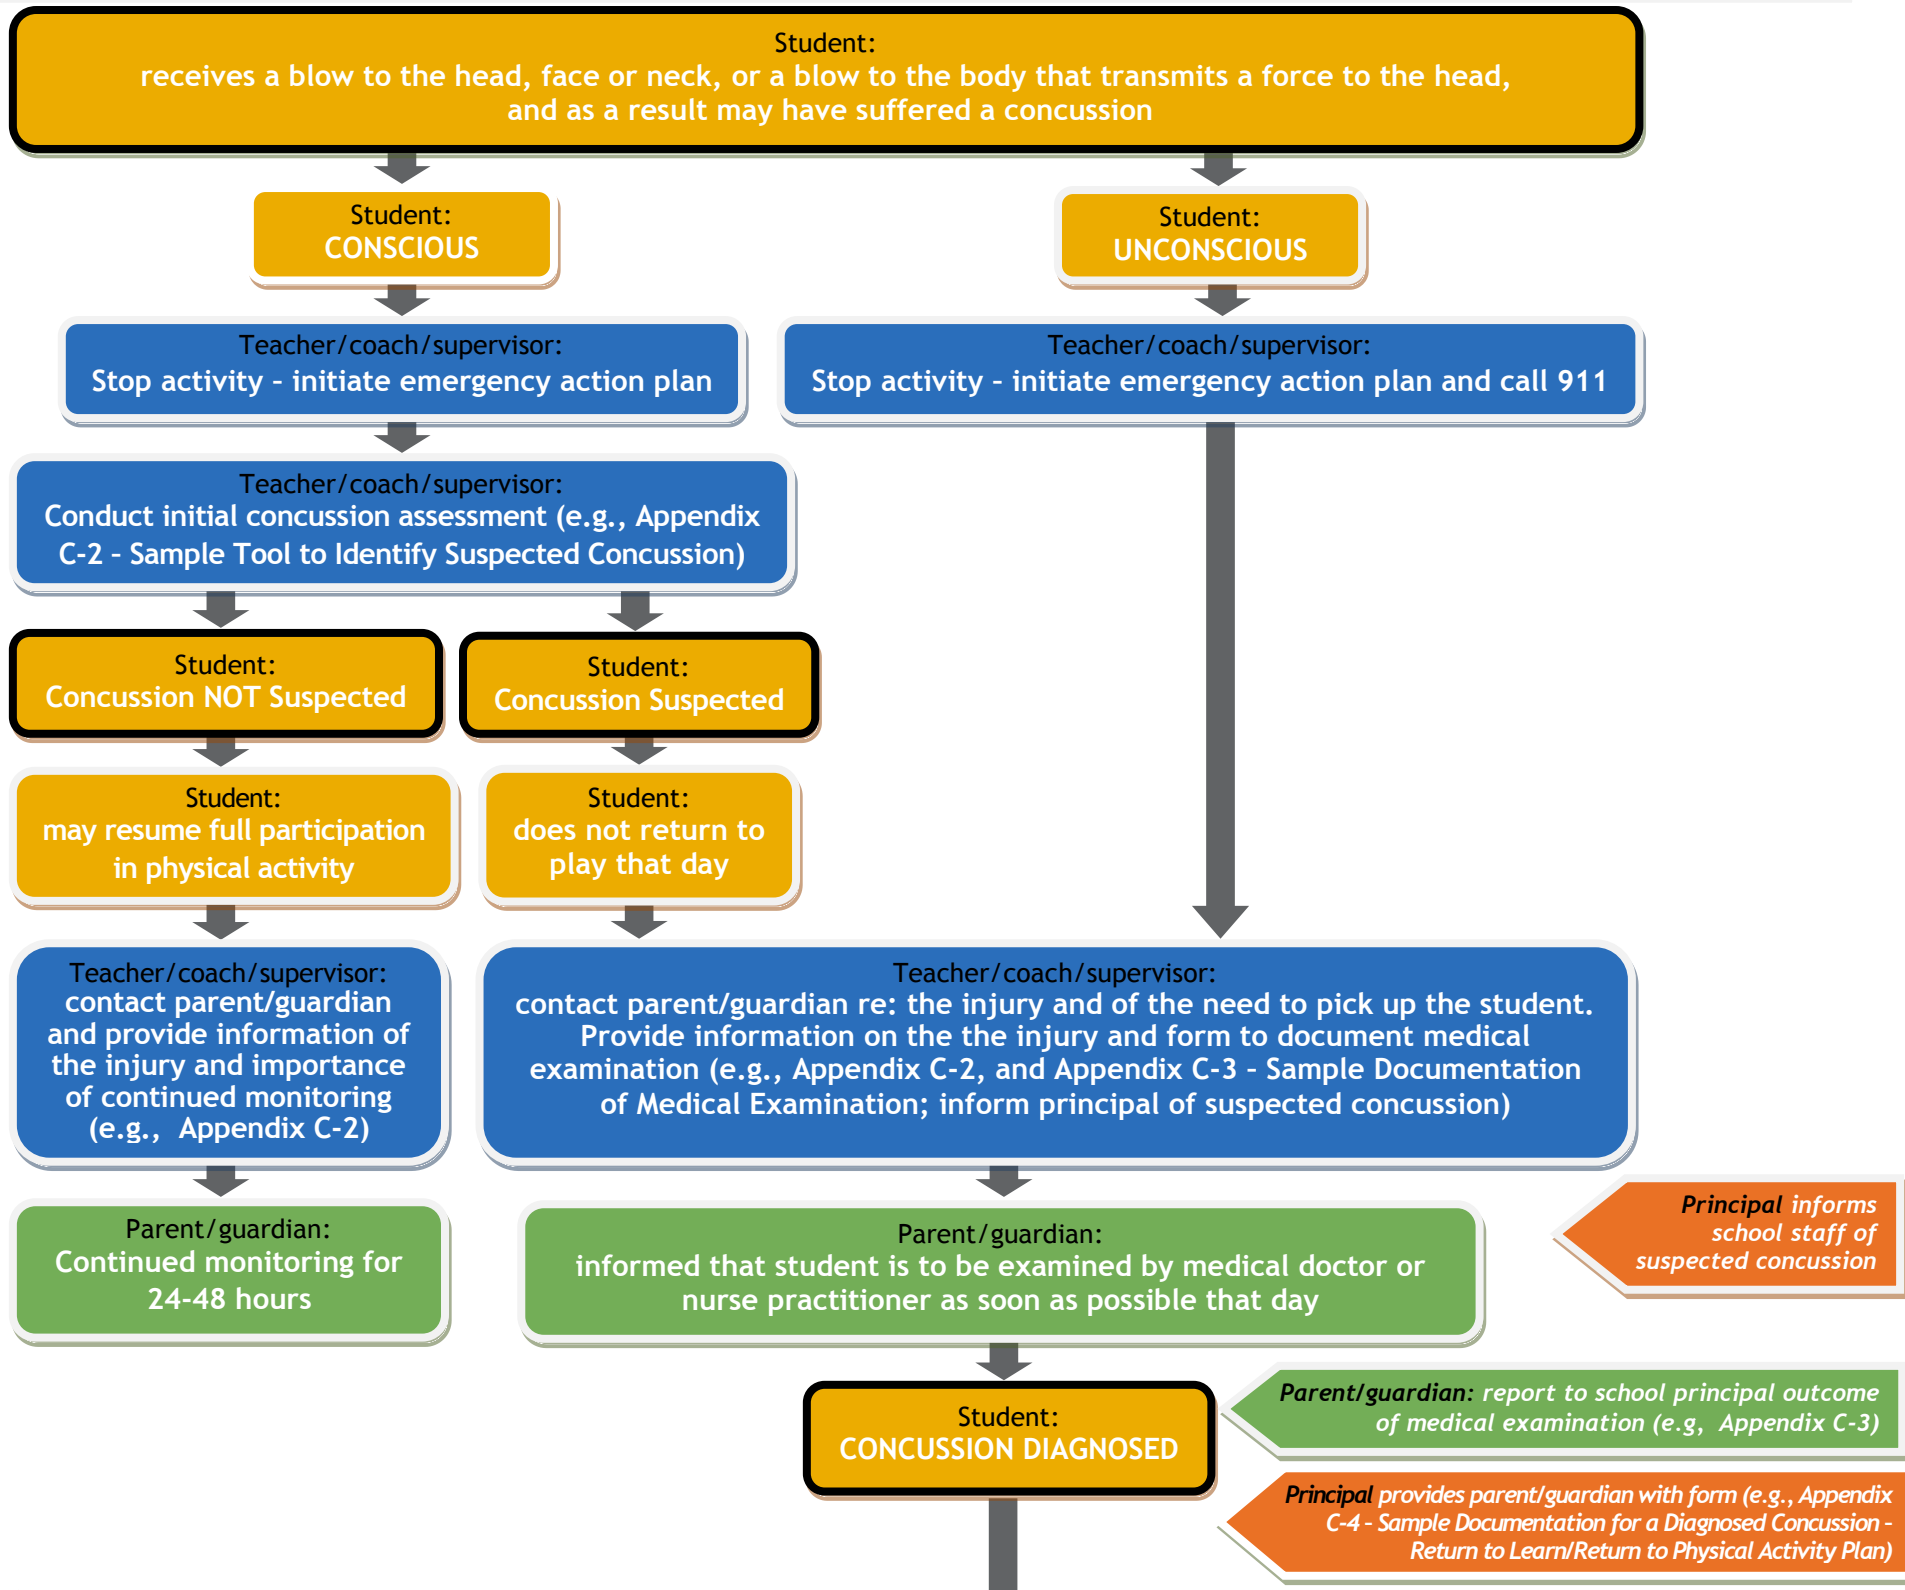 Student:
receives a blow to the head, face or neck, or a blow to the body that transmits a force to the head,
and as a result may have suffered a concussion
Student:
CONSCIOUS
Student:
UNCONSCIOUS
Teacher/coach/supervisor:
Stop activity – initiate emergency action plan
Teacher/coach/supervisor:
Stop activity – initiate emergency action plan and call 911
Teacher/coach/supervisor:
Conduct initial concussion assessment (e.g., Appendix
C-2 – Sample Tool to Identify Suspected Concussion)
Student:
Concussion NOT Suspected
Student:
Concussion Suspected
Student:
may resume full participation
in physical activity
Student:
does not return to
play that day
Teacher/coach/supervisor:
contact parent/guardian
and provide information of
the injury and importance
of continued monitoring
(e.g., Appendix C-2)
Teacher/coach/supervisor:
contact parent/guardian re: the injury and of the need to pick up the student.
Provide information on the the injury and form to document medical
examination (e.g., Appendix C-2, and Appendix C-3 – Sample Documentation
of Medical Examination; inform principal of suspected concussion)
Parent/guardian:
Continued monitoring for
24-48 hours
Parent/guardian:
informed that student is to be examined by medical doctor or
nurse practitioner as soon as possible that day
Principal informs
school staff of
suspected concussion
Student:
CONCUSSION DIAGNOSED
Parent/guardian: report to school principal outcome
of medical examination (e.g, Appendix C-3)
Principal provides parent/guardian with form (e.g., Appendix
C-4 – Sample Documentation for a Diagnosed Concussion –
Return to Learn/Return to Physical Activity Plan)